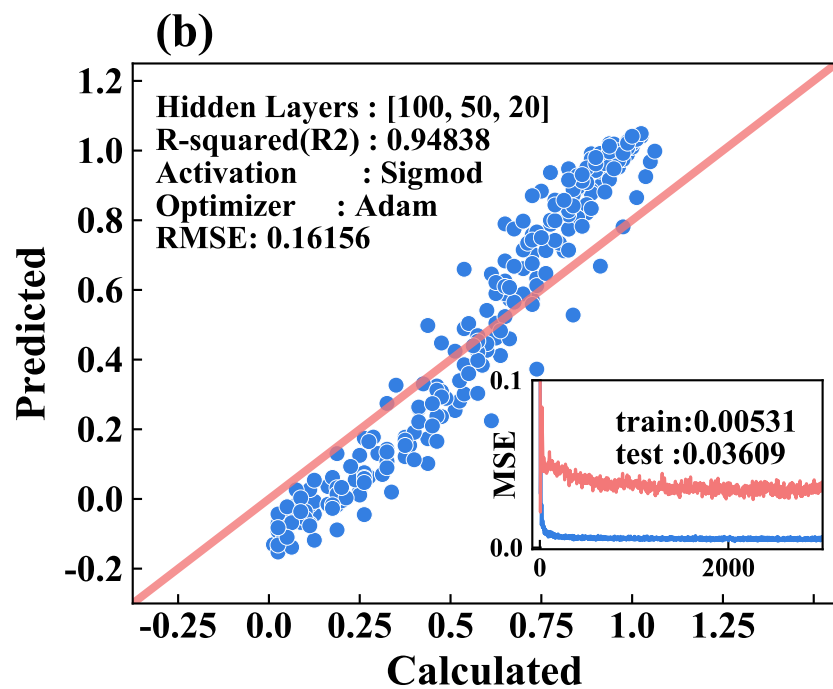 (b)
Hidden Layers : [100, 50, 20]
R-squared(R2) : 0.94838
Activation : Sigmod
Optimizer : Adam
RMSE: 0.16156
1.2
1.0
0.8
0.6
0.4
0.2
0.0
-0.2
Predicted
-0.25 0.0 0.25 0.50 0.75 1.0 1.25
Calculated
0.1
0.0
MSE
train:0.00531
test :0.03609
0 2000